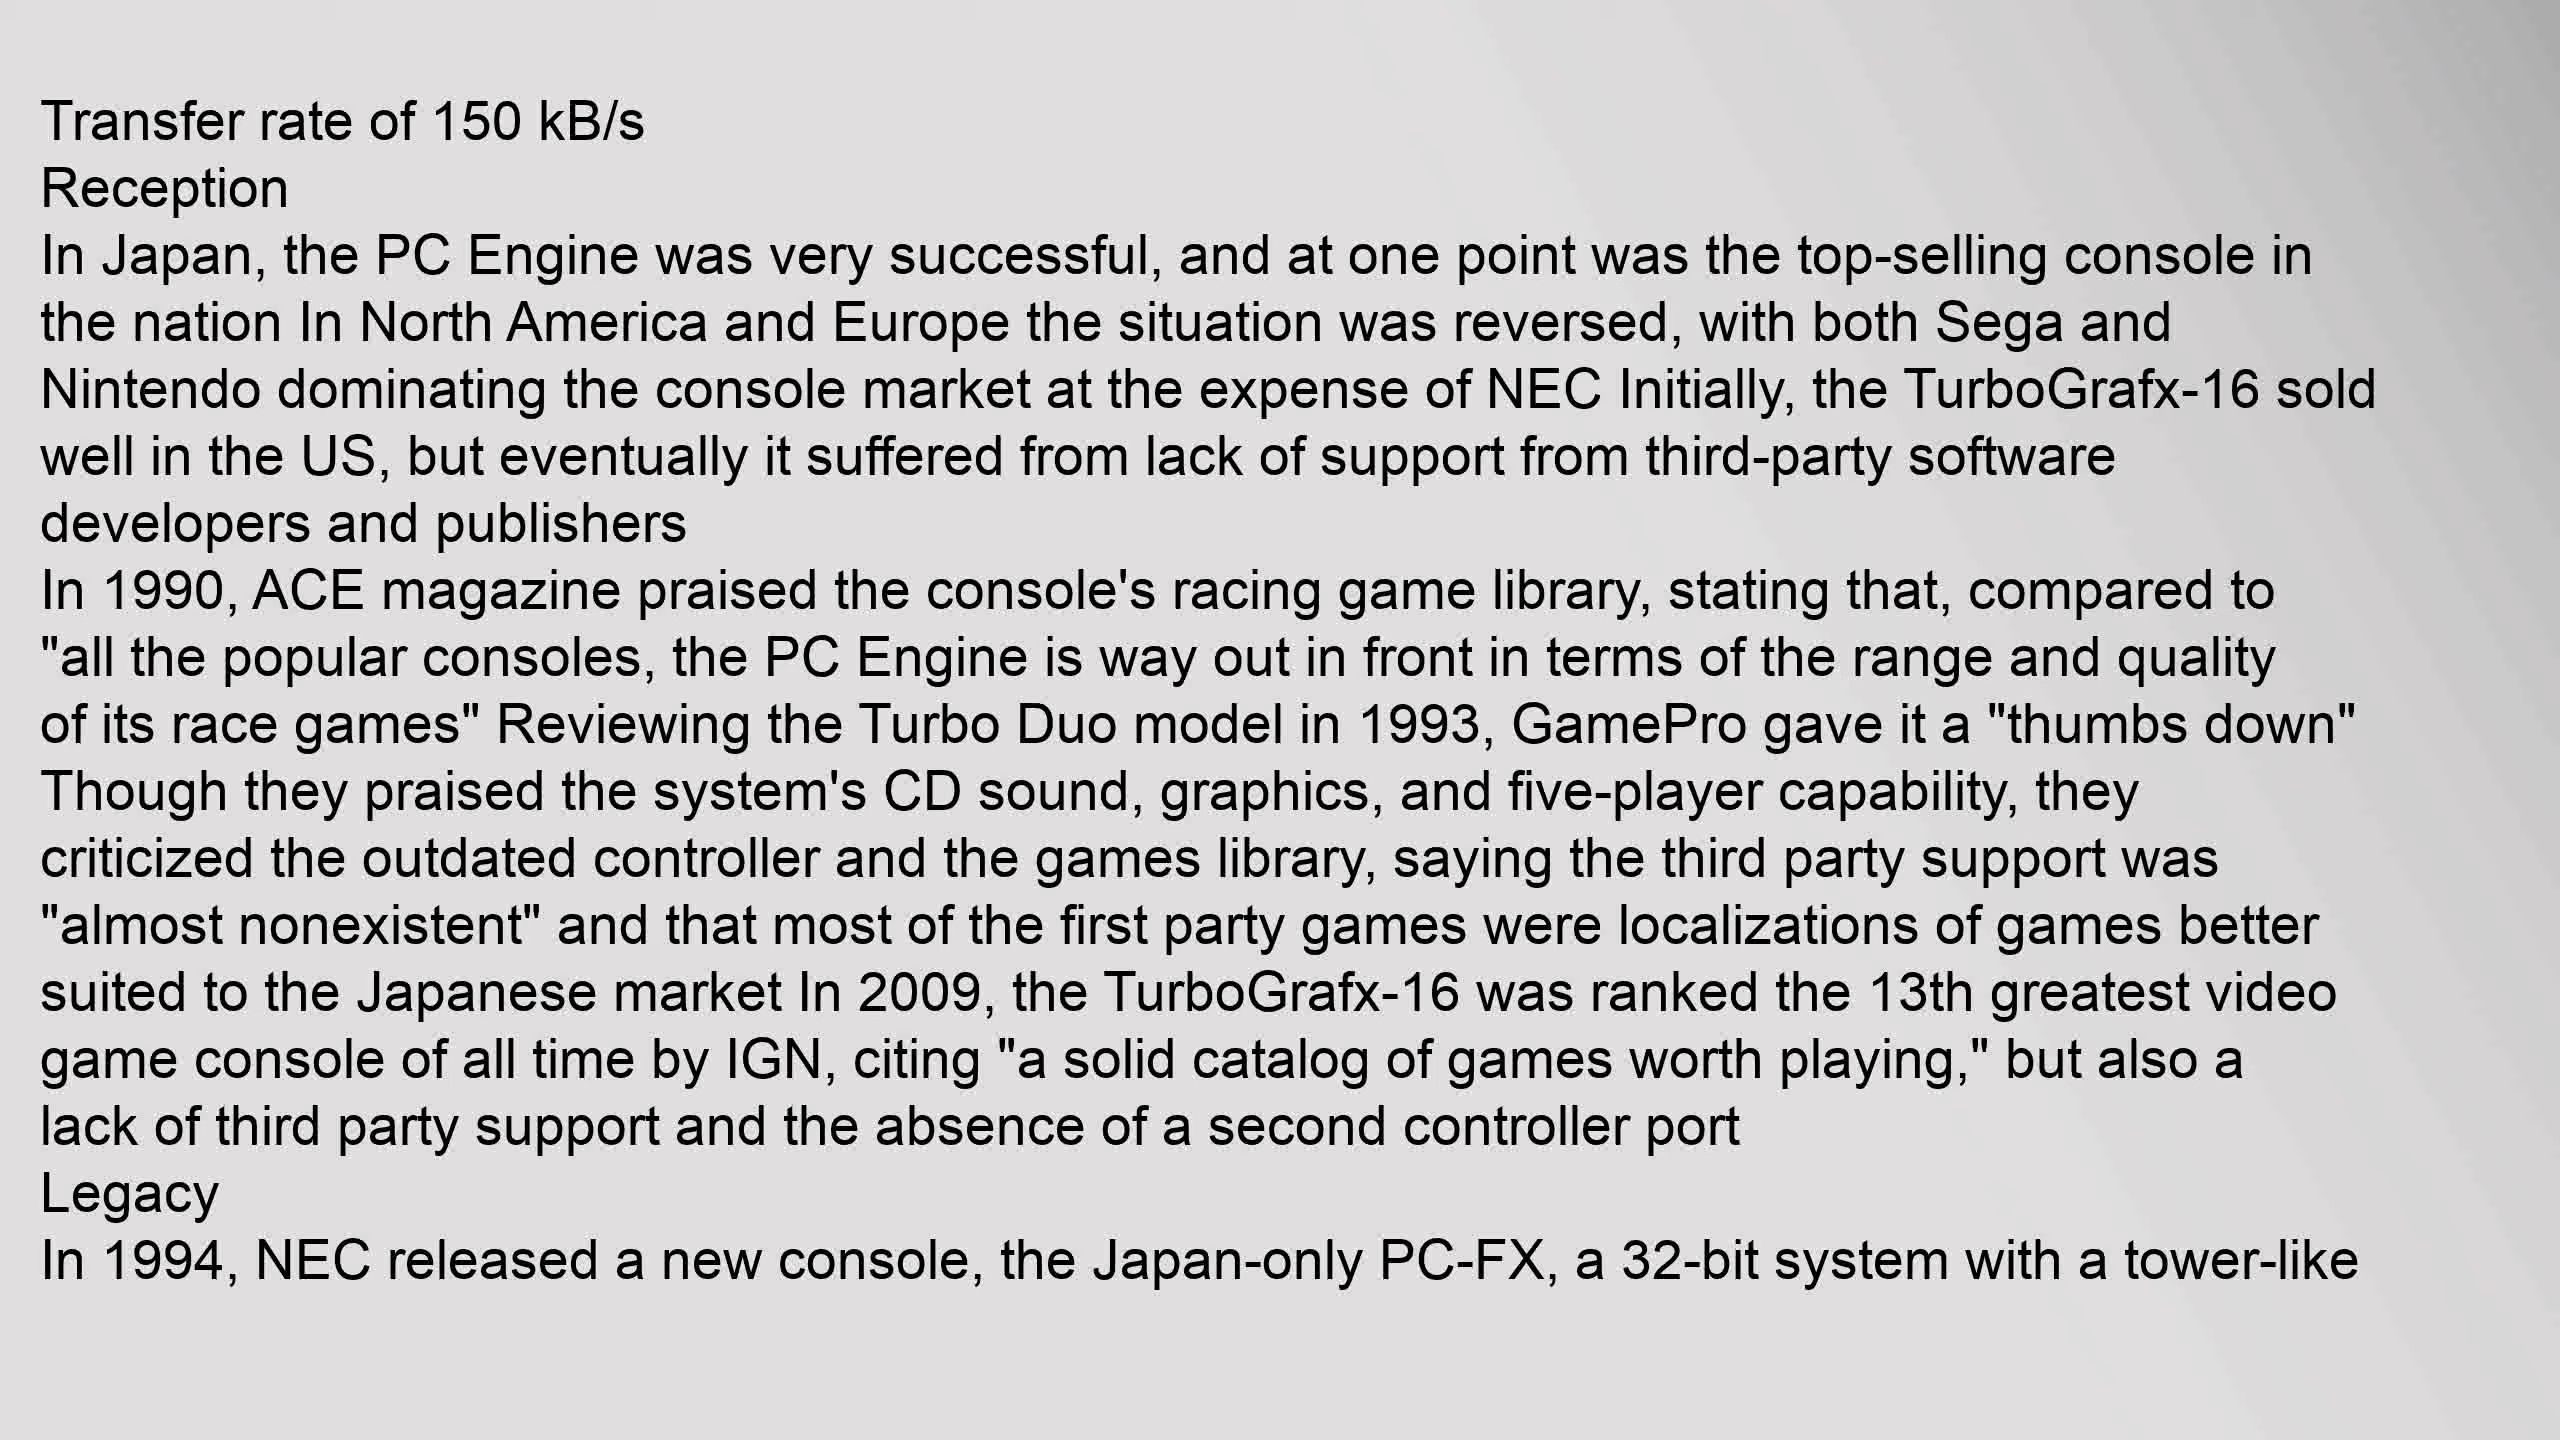 Transfer rate of 150 kB/s
Reception
In Japan, the PC Engine was very successful, and at one point was the top-selling console in
the nation In North America and Europe the situation was reversed, with both Sega and
Nintendo dominating the console market at the expense of NEC Initially, the TurboGrafx-16 sold
well in the US, but eventually it suffered from lack of support from third-party software
developers and publishers
In 1990, ACE magazine praised the console's racing game library, stating that, compared to
"all the popular consoles, the PC Engine is way out in front in terms of the range and quality
of its race games" Reviewing the Turbo Duo model in 1993, GamePro gave it a "thumbs down"
Though they praised the system's CD sound, graphics, and five-player capability, they
criticized the outdated controller and the games library, saying the third party support was
"almost nonexistent" and that most of the first party games were localizations of games better
suited to the Japanese market In 2009, the TurboGrafx-16 was ranked the 13th greatest video
game console of all time by IGN, citing "a solid catalog of games worth playing," but also a
lack of third party support and the absence of a second controller port
Legacy
In 1994, NEC released a new console, the Japan-only PC-FX, a 32-bit system with a tower-like